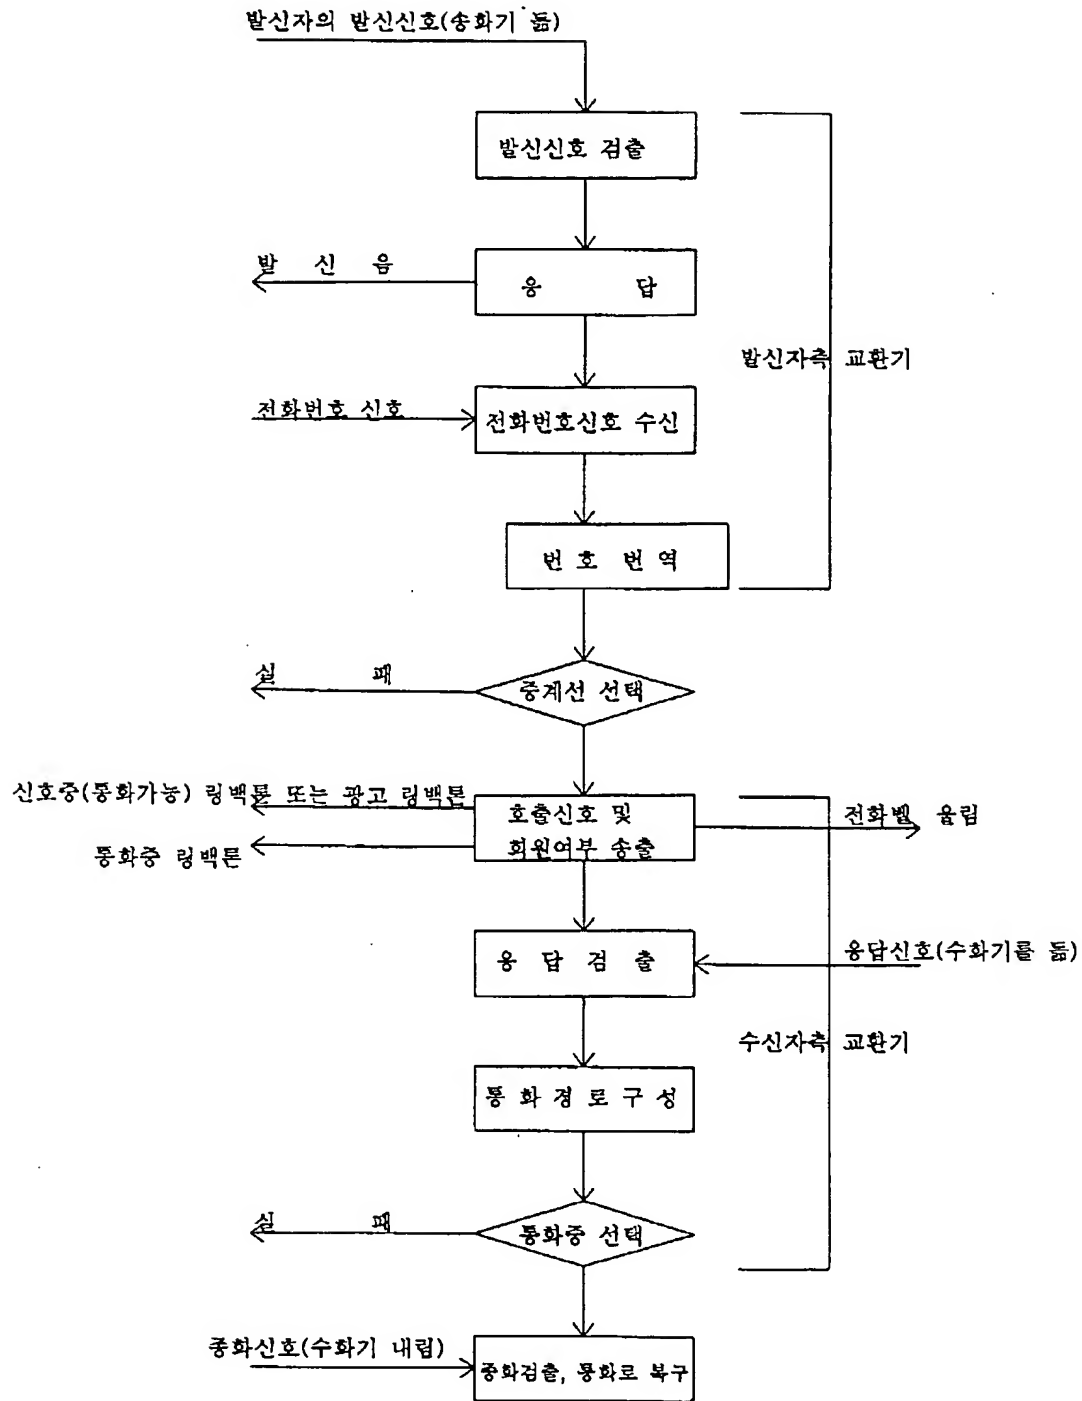 발신자의 발신신호(송화기 듦)
발신신호 검출
발 신 음
응 답
발신자측 교환기
전화번호 신호
전화번호신호 수신
번 호 번 역
실 패
중계선 선택
신호중(통화가능) 링백톤 또는 광고 링백톤
호출신호 및
회원여부 송출
전화벨 울림
통화중 링백톤
응 답 검 출
응답신호(수화기를 듦)
수신자측 교환기
통 화 경 로 구 성
실 패
통화중 선택
종화신호(수화기 내림)
종화검출, 통화로 복구